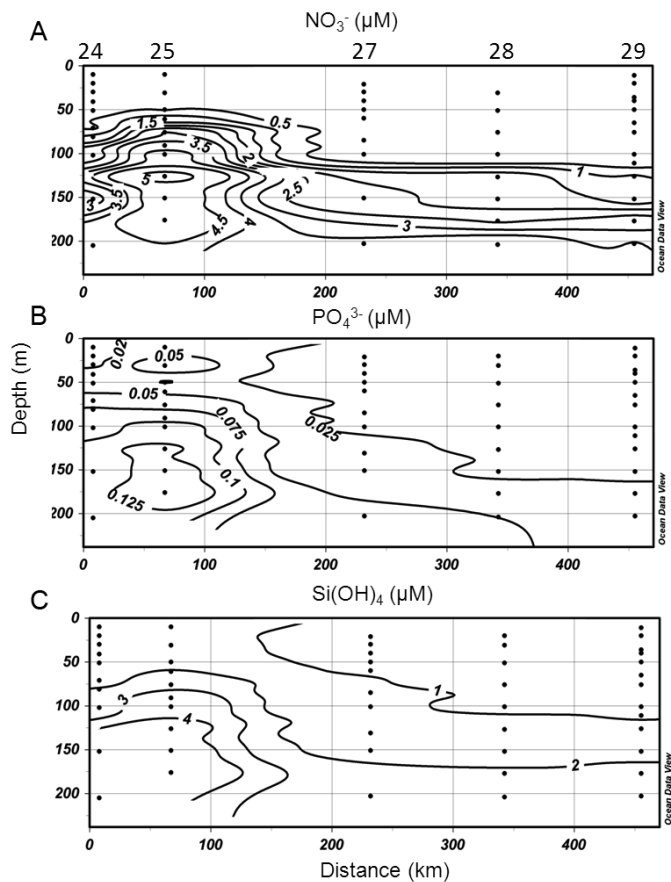 NO₃⁻ (µM)
A
24 25 27 28 29
0
50
100
150
200
0.5
1.5
3.5
2
1
5
2.5
3
3.5
4.5
4
3
0 100 200 300 400
Ocean Data View
B
PO₄³⁻ (µM)
Depth (m)
0
50
100
150
200
0.02
0.05
0.05
0.075
0.025
0.1
0.125
0 100 200 300 400
Ocean Data View
C
Si(OH)₄ (µM)
0
50
100
150
200
1
3
4
2
0 100 200 300 400
Ocean Data View
Distance (km)